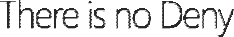 There is no Deny